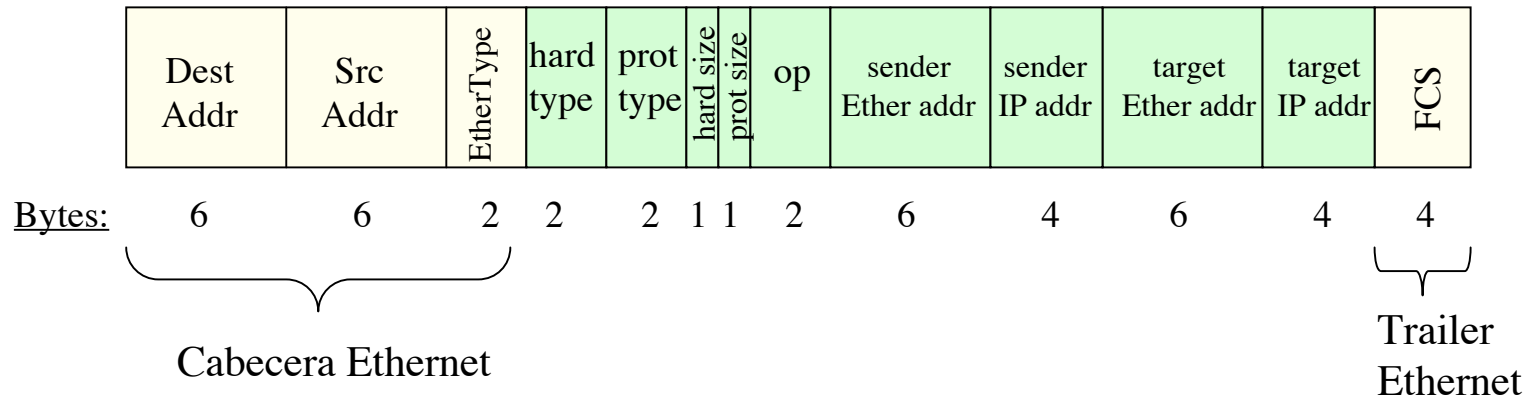 Dest
Addr
Src
Addr
EtherType
hard
type
prot
type
hard size
prot size
op
sender
Ether addr
sender
IP addr
target
Ether addr
target
IP addr
FCS
Bytes: 6 6 2 2 2 1 1 2 6 4 6 4 4
Cabecera Ethernet
Trailer
Ethernet